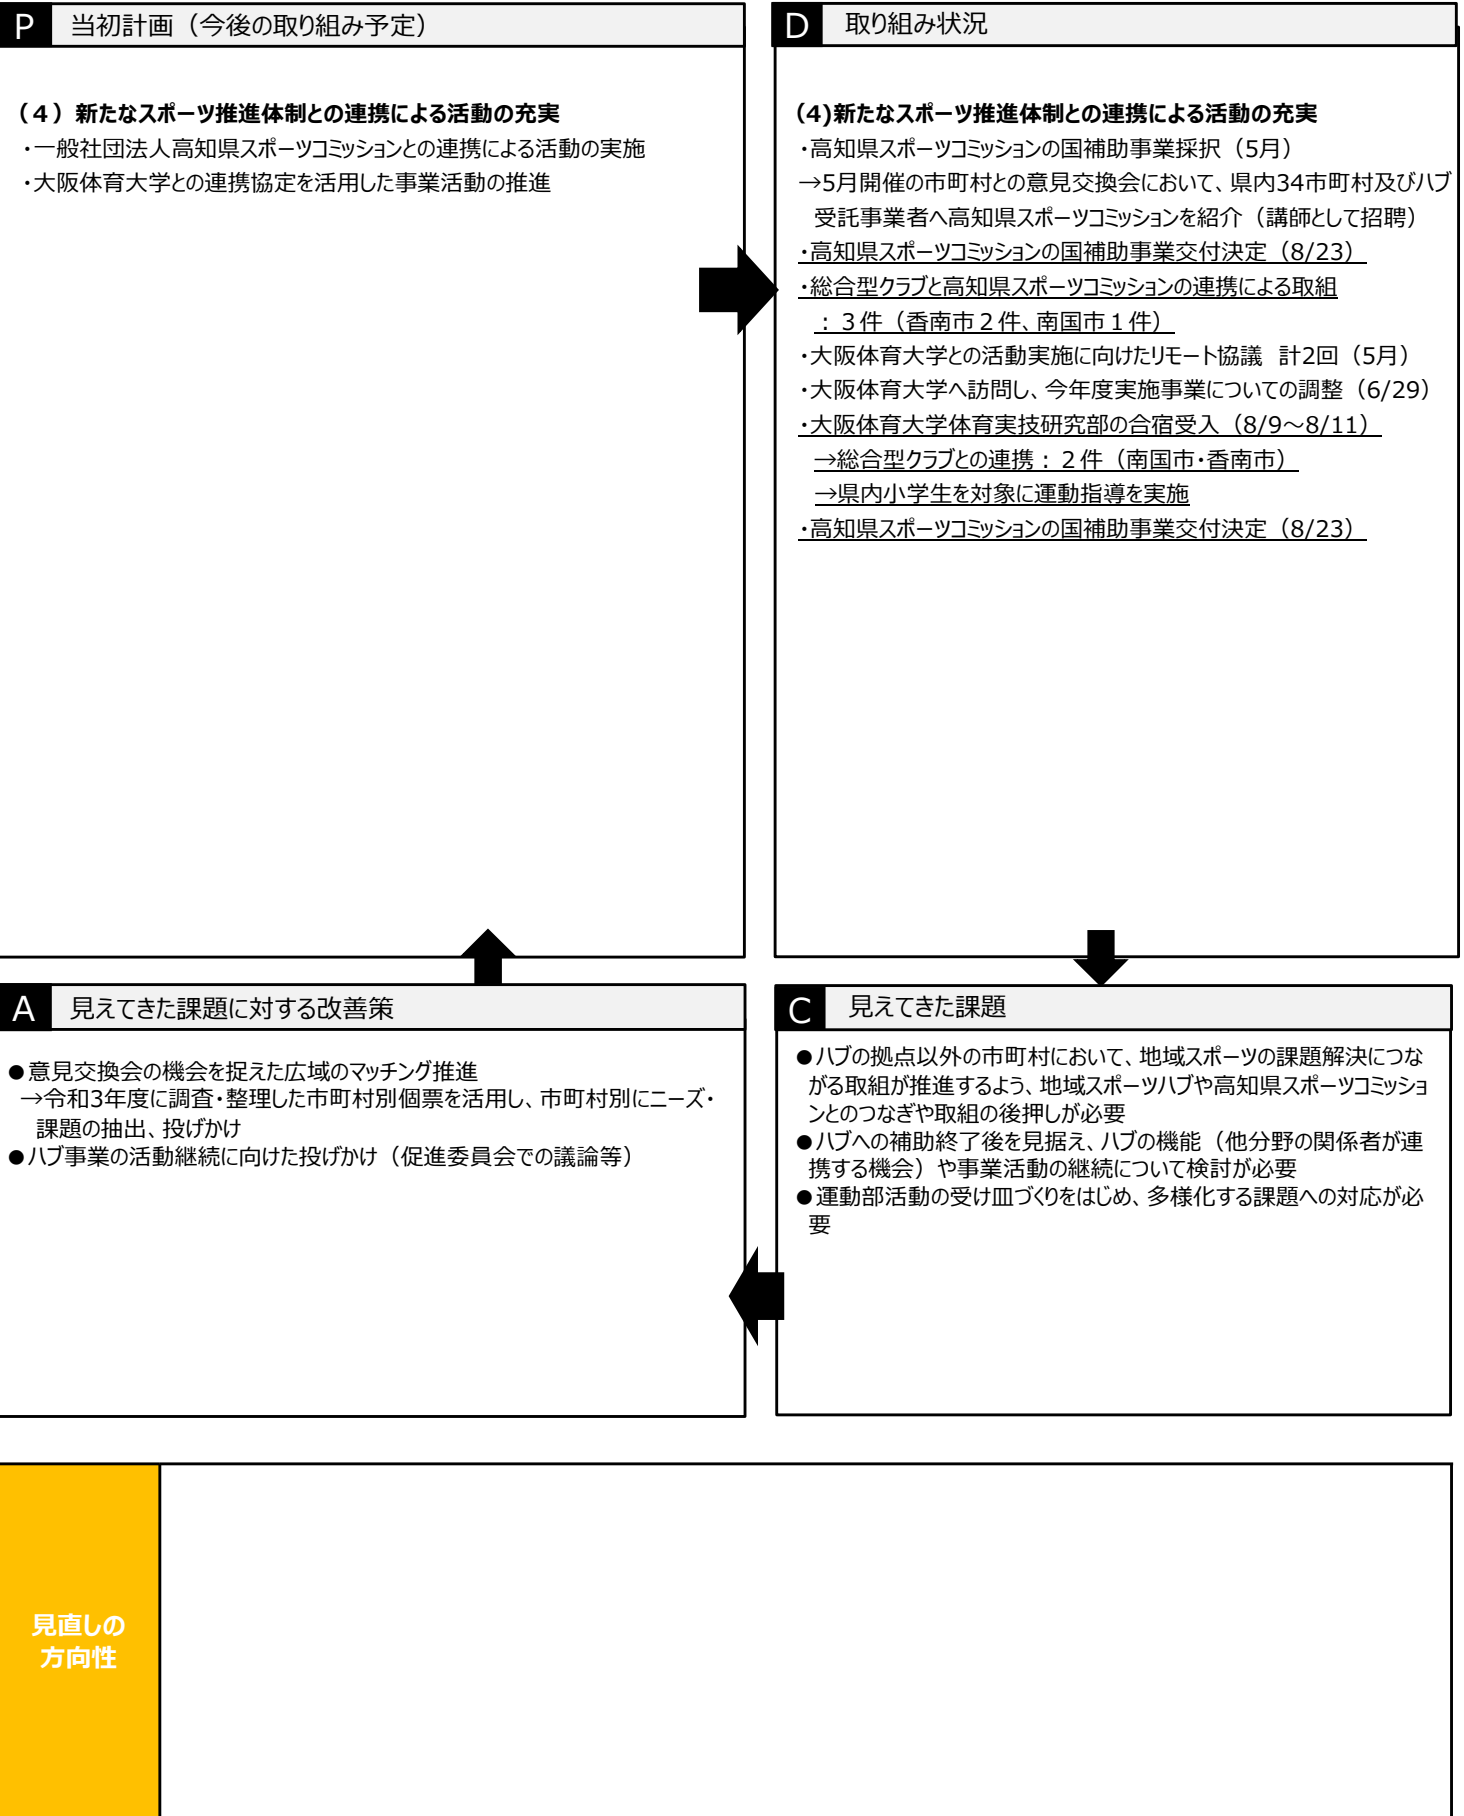 P 当初計画（今後の取り組み予定）
（４）新たなスポーツ推進体制との連携による活動の充実
・一般社団法人高知県スポーツコミッションとの連携による活動の実施
・大阪体育大学との連携協定を活用した事業活動の推進
D 取り組み状況
(4)新たなスポーツ推進体制との連携による活動の充実
・高知県スポーツコミッションの国補助事業採択（5月）
→5月開催の市町村との意見交換会において、県内34市町村及びハブ
受託事業者へ高知県スポーツコミッションを紹介（講師として招聘）
・高知県スポーツコミッションの国補助事業交付決定（8/23）
・総合型クラブと高知県スポーツコミッションの連携による取組
：３件（香南市２件、南国市１件）
・大阪体育大学との活動実施に向けたリモート協議 計2回（5月）
・大阪体育大学へ訪問し、今年度実施事業についての調整（6/29）
・大阪体育大学体育実技研究部の合宿受入（8/9～8/11）
→総合型クラブとの連携：２件（南国市・香南市）
→県内小学生を対象に運動指導を実施
・高知県スポーツコミッションの国補助事業交付決定（8/23）
A 見えてきた課題に対する改善策
●意見交換会の機会を捉えた広域のマッチング推進
→令和3年度に調査・整理した市町村別個票を活用し、市町村別にニーズ・
課題の抽出、投げかけ
●ハブ事業の活動継続に向けた投げかけ（促進委員会での議論等）
C 見えてきた課題
●ハブの拠点以外の市町村において、地域スポーツの課題解決につな
がる取組が推進するよう、地域スポーツハブや高知県スポーツコミッショ
ンとのつなぎや取組の後押しが必要
●ハブへの補助終了後を見据え、ハブの機能（他分野の関係者が連
携する機会）や事業活動の継続について検討が必要
●運動部活動の受け皿づくりをはじめ、多様化する課題への対応が必
要
見直しの
方向性